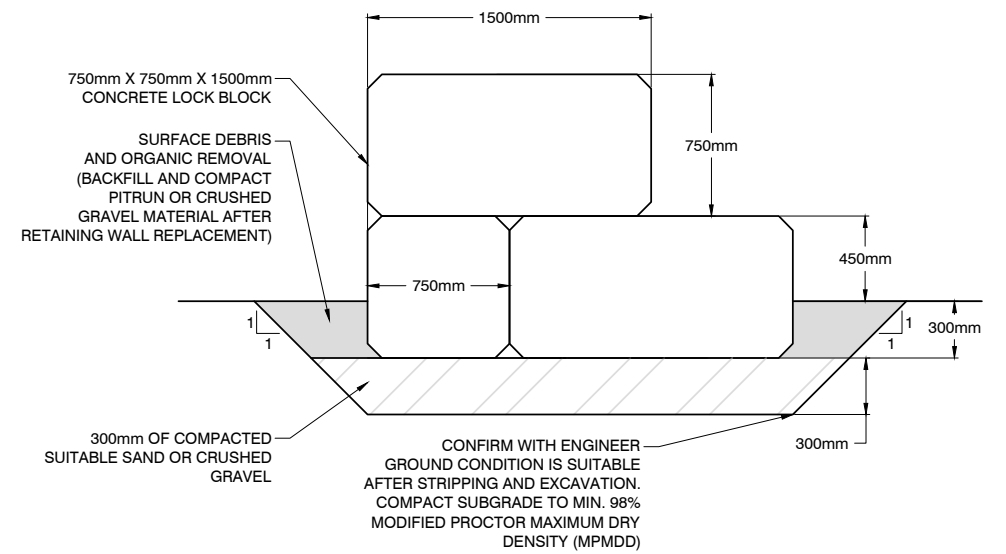 1500mm
750mm X 750mm X 1500mm
CONCRETE LOCK BLOCK
SURFACE DEBRIS
AND ORGANIC REMOVAL
(BACKFILL AND COMPACT
PITRUN OR CRUSHED
GRAVEL MATERIAL AFTER
RETAINING WALL REPLACEMENT)
750mm
450mm
750mm
1
1
1
1
300mm
300mm
300mm OF COMPACTED
SUITABLE SAND OR CRUSHED
GRAVEL
CONFIRM WITH ENGINEER
GROUND CONDITION IS SUITABLE
AFTER STRIPPING AND EXCAVATION.
COMPACT SUBGRADE TO MIN. 98%
MODIFIED PROCTOR MAXIMUM DRY
DENSITY (MPMDD)